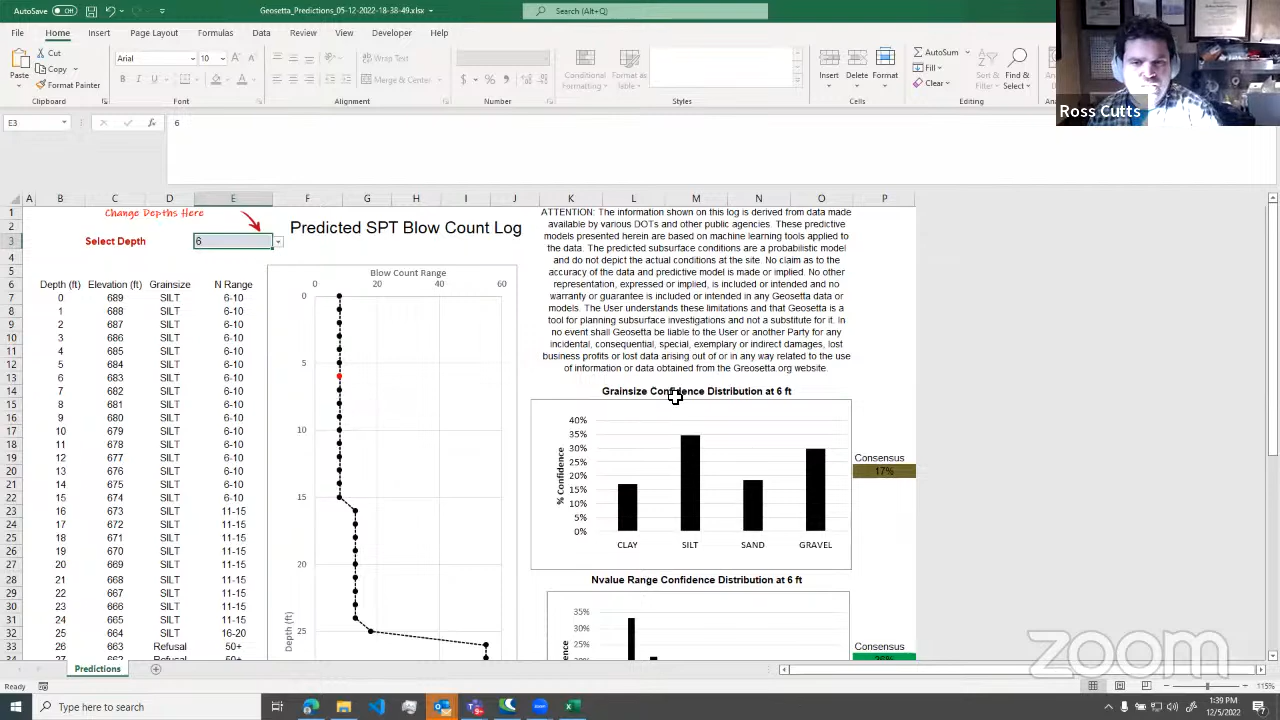 AutoSave Off
Geosetta_Predictions_05-12-2022-18-38-49.xlsx
Search (Alt+Q)
File Home Insert Page Layout Formulas Data Review View Developer Help
Paste
Cut
Copy
Format Painter
Clipboard
Arial 10
Font
Wrap Text
Merge & Center
Alignment
Number
Conditional Formatting
Format as Table
Styles
Insert Delete Format
Cells
AutoSum
Fill
Clear
Sort & Filter
Find & Select
Editing
Ross Cutts
E3 6
A B C D E F G H I J K L M N O P
Change Depths Here
Select Depth 6
Predicted SPT Blow Count Log
ATTENTION: The information shown on this log is derived from data made
available by various DOTs and other public agencies. These predictive
models presented herein are based on machine learning tools applied
to the data. The predicted subsurface conditions are a probabilistic model
and do not depict the actual conditions at the site. No claim as to the
accuracy of the data and predictive model is made or implied. No other
representation, expressed or implied, is included or intended and no
warranty or guarantee is included or intended in any Geosetta data or
models. The User understands these limitations and that Geosetta is a
tool for planning subsurface investigations and not a substitute for it. In
no event shall Geosetta be liable to the User or another Party for any
incidental, consequential, special, exemplary or indirect damages, lost
business profits or lost data arising out of or in any way related to the use
of information or data obtained from the Greosetta org website.
Depth (ft) Elevation (ft) Grainsize N Range
0 689 SILT 6-10
1 688 SILT 6-10
2 687 SILT 6-10
3 686 SILT 6-10
4 685 SILT 6-10
5 684 SILT 6-10
6 683 SILT 6-10
7 682 SILT 6-10
8 681 SILT 6-10
9 680 SILT 6-10
10 679 SILT 6-10
11 678 SILT 6-10
12 677 SILT 6-10
13 676 SILT 6-10
14 675 SILT 6-10
15 674 SILT 6-10
16 673 SILT 11-15
17 672 SILT 11-15
18 671 SILT 11-15
19 670 SILT 11-15
20 669 SILT 11-15
21 668 SILT 11-15
22 667 SILT 11-15
23 666 SILT 11-15
24 665 SILT 11-15
25 664 SILT 16-20
26 663 Refusal 50+
Blow Count Range
0 20 40 60
0
5
10
15
20
25
Depth (ft)
Grainsize Confidence Distribution at 6 ft
40%
35%
30%
25%
20%
15%
10%
5%
0%
% Confidence
CLAY SILT SAND GRAVEL
Consensus
17%
Nvalue Range Confidence Distribution at 6 ft
35%
30%
25%
Consensus
zoom
Predictions
Ready
115%
Type here to search
1:39 PM
12/5/2022